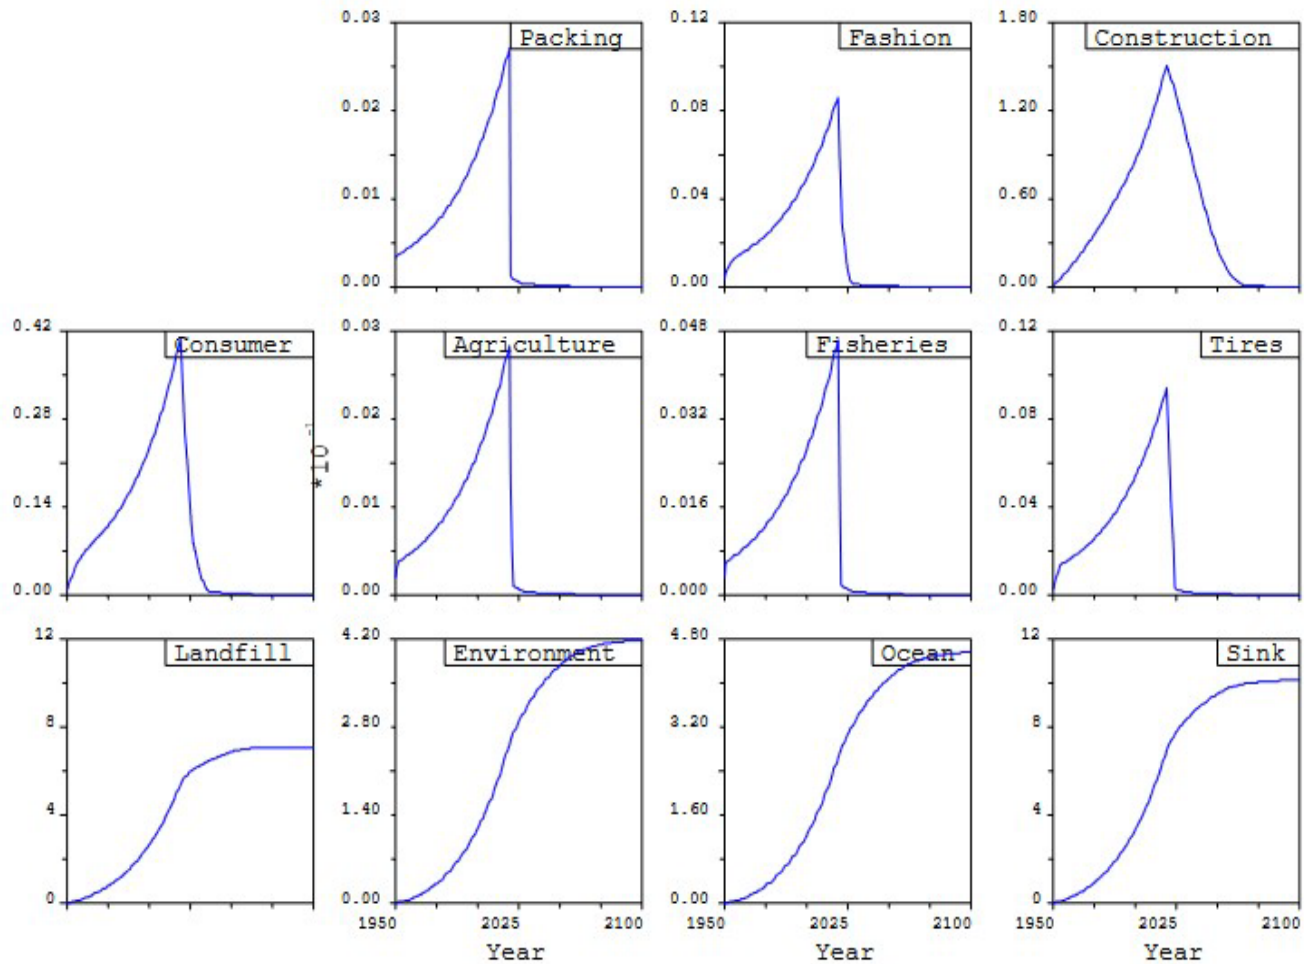 0.03 Packing 0.12 Fashion 1.80 Construction
0.02 0.08 1.20
0.01 0.04 0.60
0.00 0.00 0.00
0.42 Consumer 0.03 Agriculture 0.048 Fisheries 0.12 Tires
0.28 0.02 0.032 0.08
*10 -1
0.14 0.01 0.016 0.04
0.00 0.00 0.000 0.00
12 Landfill 4.20 Environment 4.80 Ocean 12 Sink
8 2.80 3.20 8
4 1.40 1.60 4
0 0.00 0.00 0
1950 2025 2100 1950 2025 2100 1950 2025 2100
Year Year Year